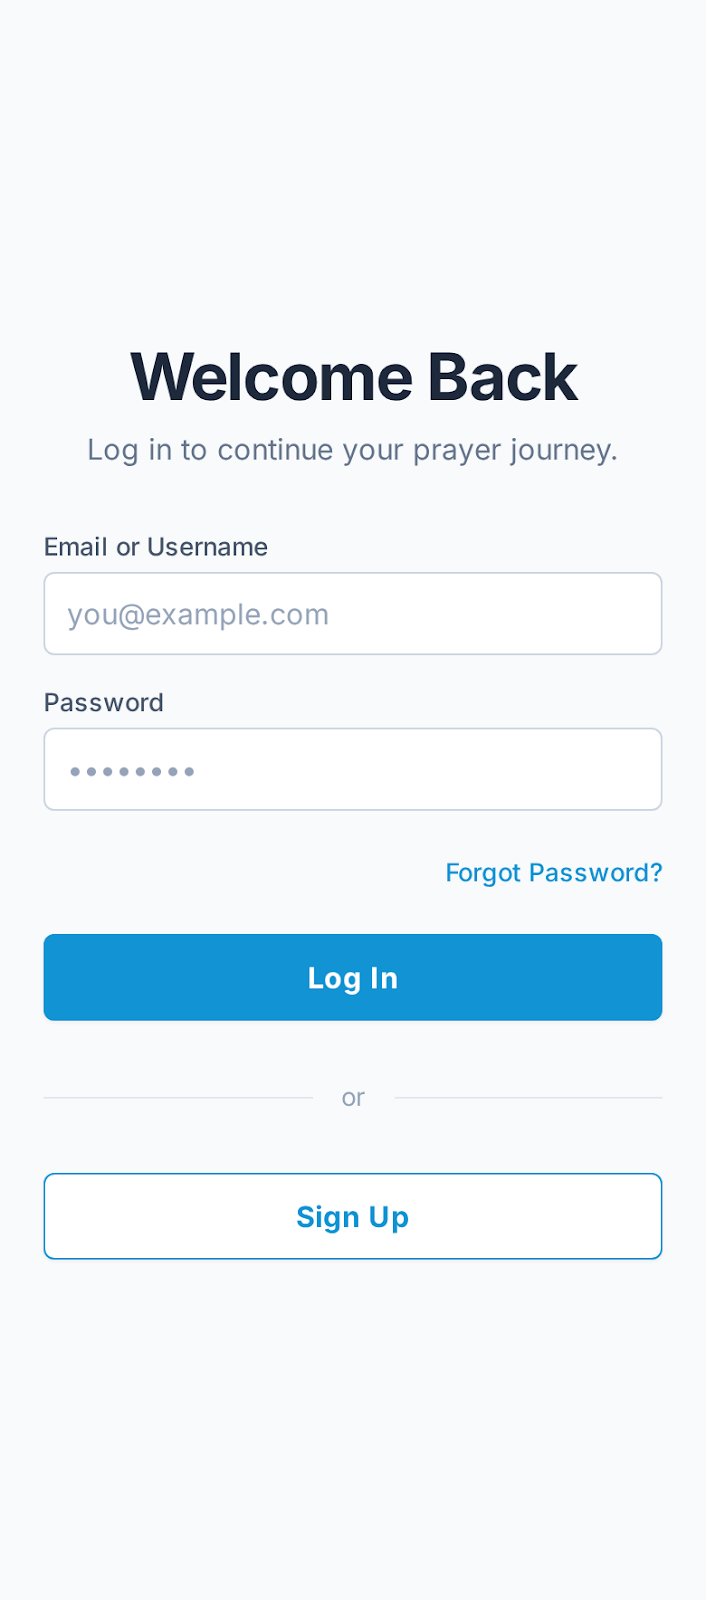 Welcome Back
Log in to continue your prayer journey.
Email or Username
you@example.com
Password
••••••••
Forgot Password?
Log In
or
Sign Up